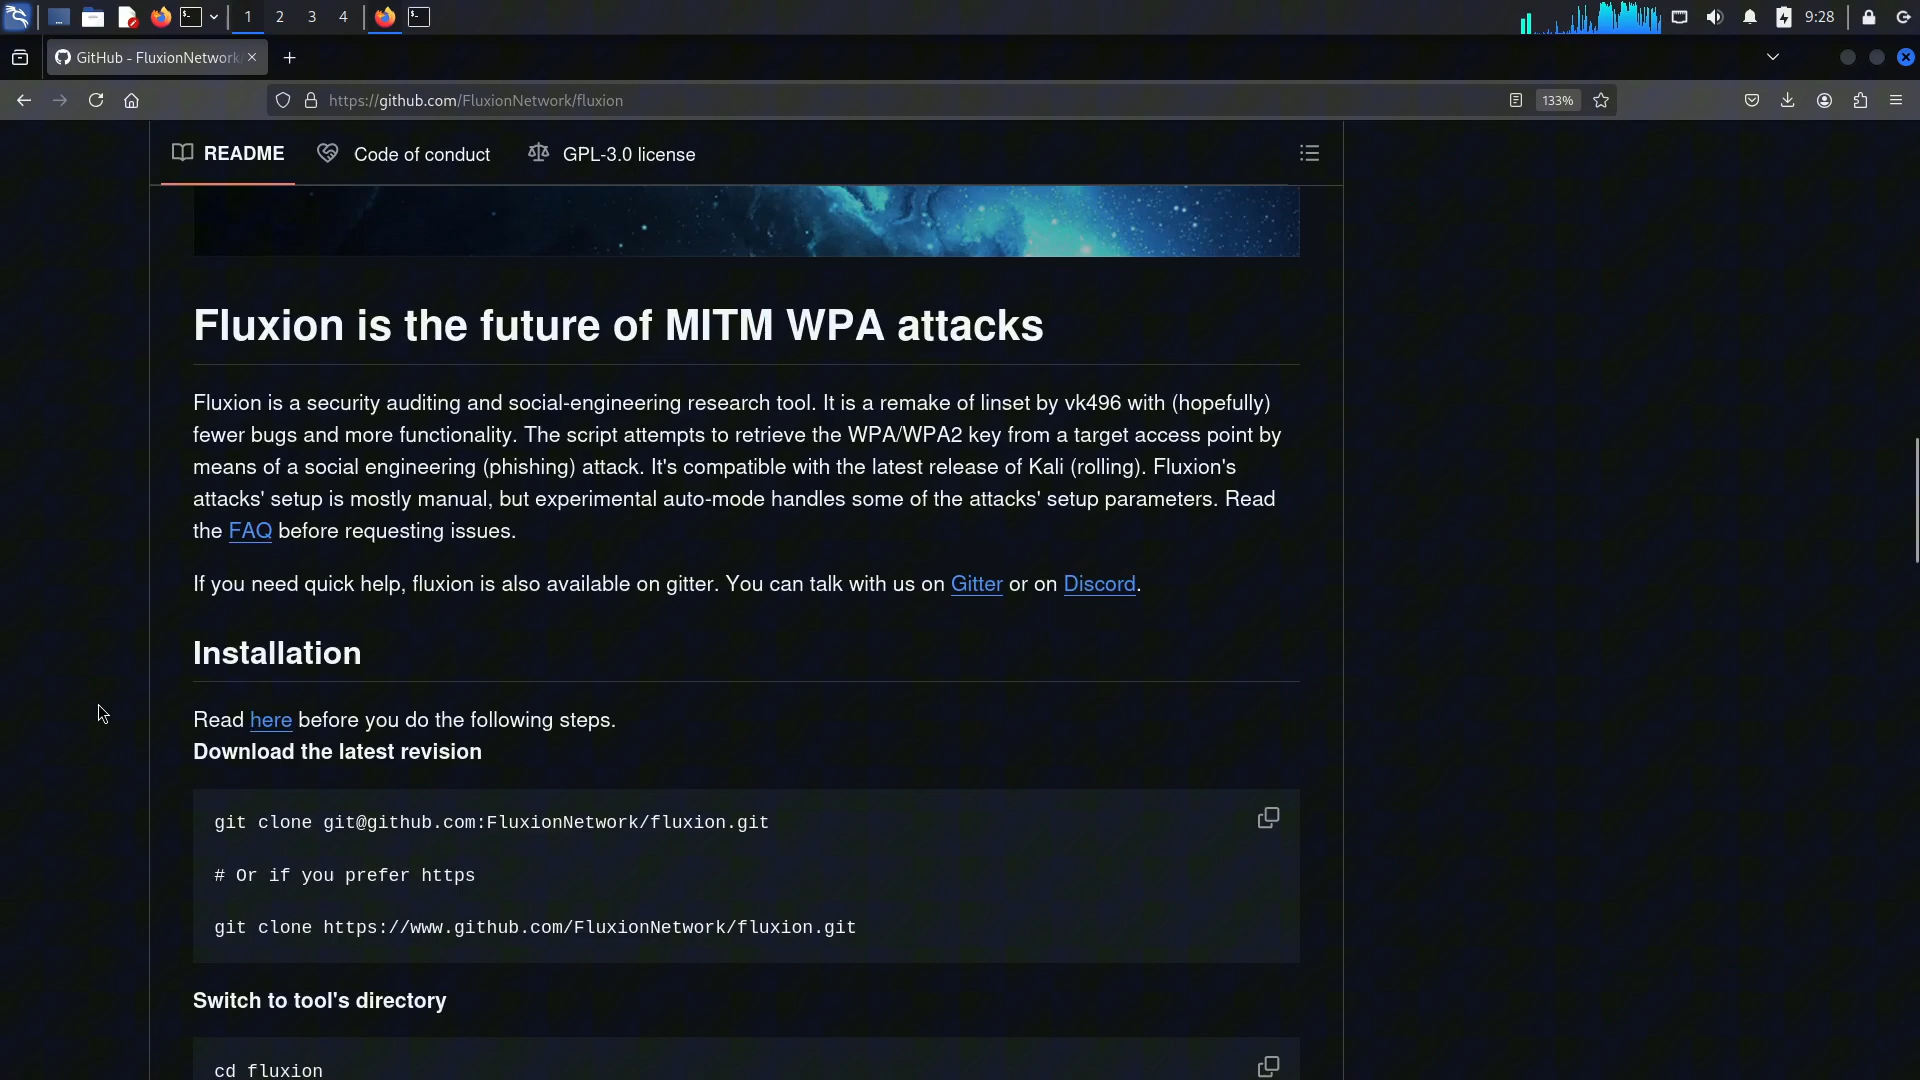 1 2 3 4 9:28
GitHub - FluxionNetwork/
https://github.com/FluxionNetwork/fluxion 133%
README Code of conduct GPL-3.0 license
Fluxion is the future of MITM WPA attacks
Fluxion is a security auditing and social-engineering research tool. It is a remake of linset by vk496 with (hopefully)
fewer bugs and more functionality. The script attempts to retrieve the WPA/WPA2 key from a target access point by
means of a social engineering (phishing) attack. It's compatible with the latest release of Kali (rolling). Fluxion's
attacks' setup is mostly manual, but experimental auto-mode handles some of the attacks' setup parameters. Read
the FAQ before requesting issues.
If you need quick help, fluxion is also available on gitter. You can talk with us on Gitter or on Discord.
Installation
Read here before you do the following steps.
Download the latest revision
git clone git@github.com:FluxionNetwork/fluxion.git
# Or if you prefer https
git clone https://www.github.com/FluxionNetwork/fluxion.git
Switch to tool's directory
cd fluxion